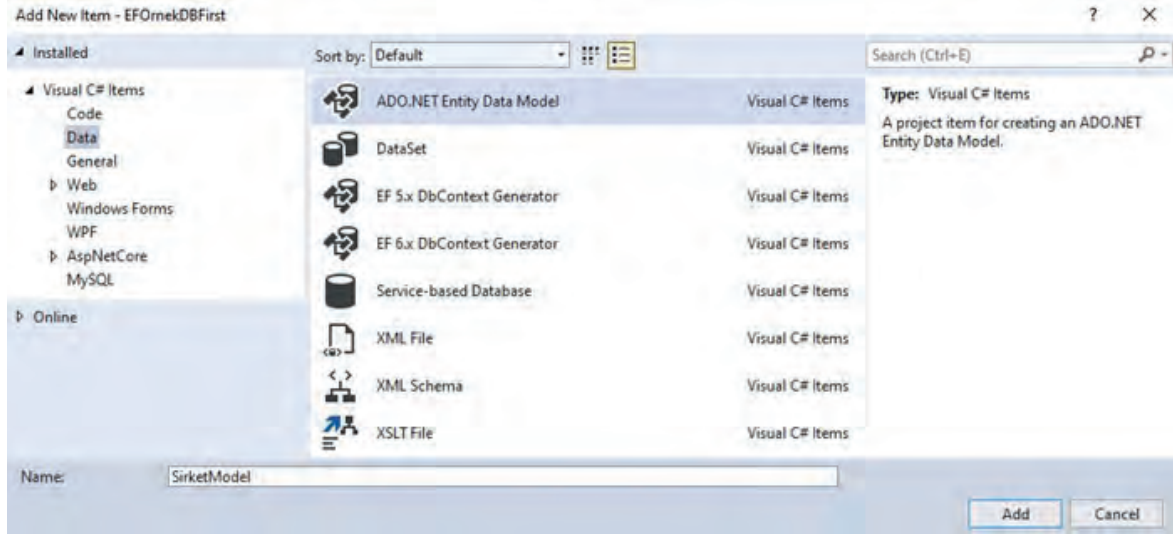 Add New Item - EFOrnekDBFirst
? ×
Installed
Sort by: Default
Search (Ctrl+E)
Visual C# Items
Code
Data
General
Web
Windows Forms
WPF
AspNetCore
MySQL
Online
ADO.NET Entity Data Model Visual C# Items
DataSet Visual C# Items
EF 5.x DbContext Generator Visual C# Items
EF 6.x DbContext Generator Visual C# Items
Service-based Database Visual C# Items
XML File Visual C# Items
XML Schema Visual C# Items
XSLT File Visual C# Items
Type: Visual C# Items
A project item for creating an ADO.NET
Entity Data Model.
Name: SirketModel
Add Cancel